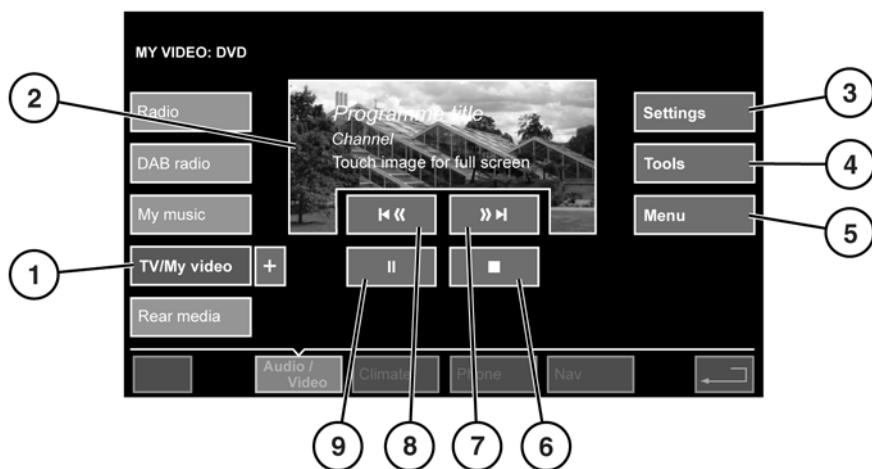 MY VIDEO: DVD
2
Radio
Programme title
Channel
Touch image for full screen
Settings
3
DAB radio
Tools
4
My music
Menu
5
1
TV/My video +
Rear media
Audio /
Video
Climate
Phone
Nav
9
8
7
6